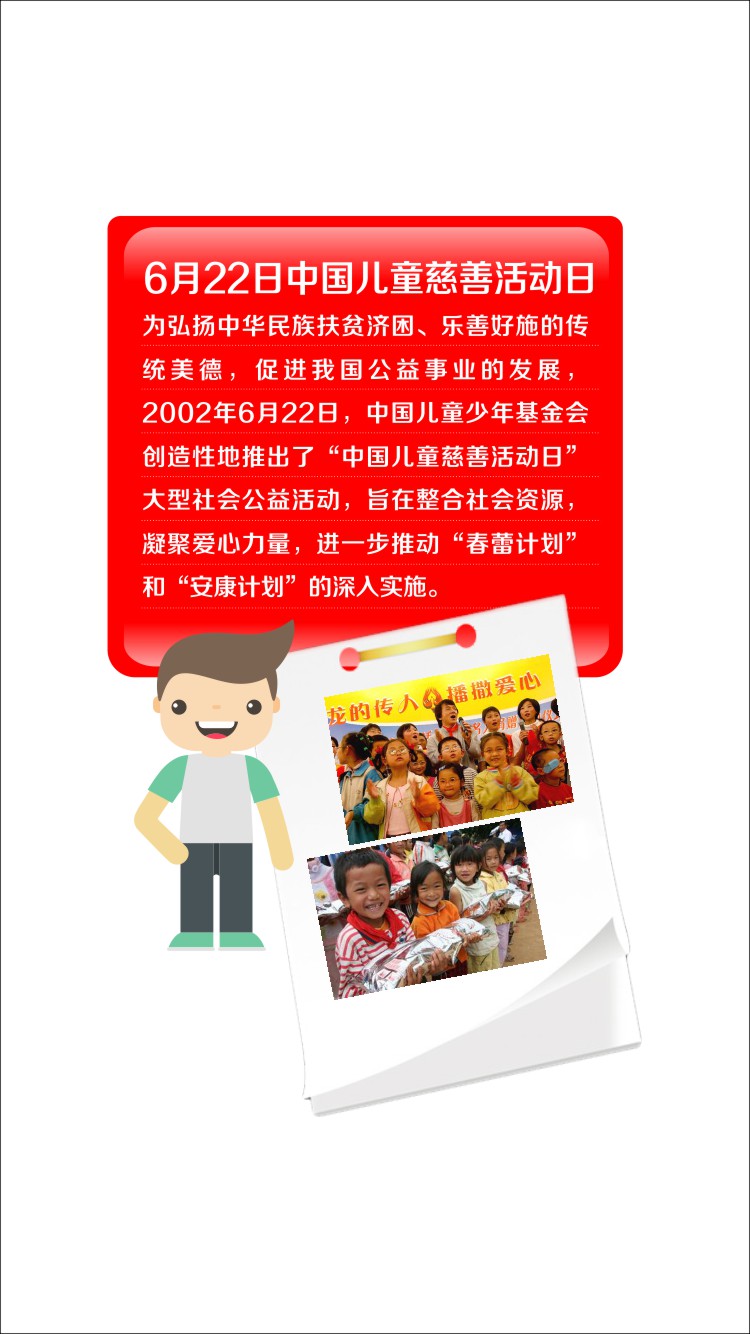 6月22日中国儿童慈善活动日
为弘扬中华民族扶贫济困、乐善好施的传
统美德，促进我国公益事业的发展，
2002年6月22日，中国儿童少年基金会
创造性地推出了“中国儿童慈善活动日”
大型社会公益活动，旨在整合社会资源，
凝聚爱心力量，进一步推动“春蕾计划”
和“安康计划”的深入实施。
龙的传人 播撒爱心